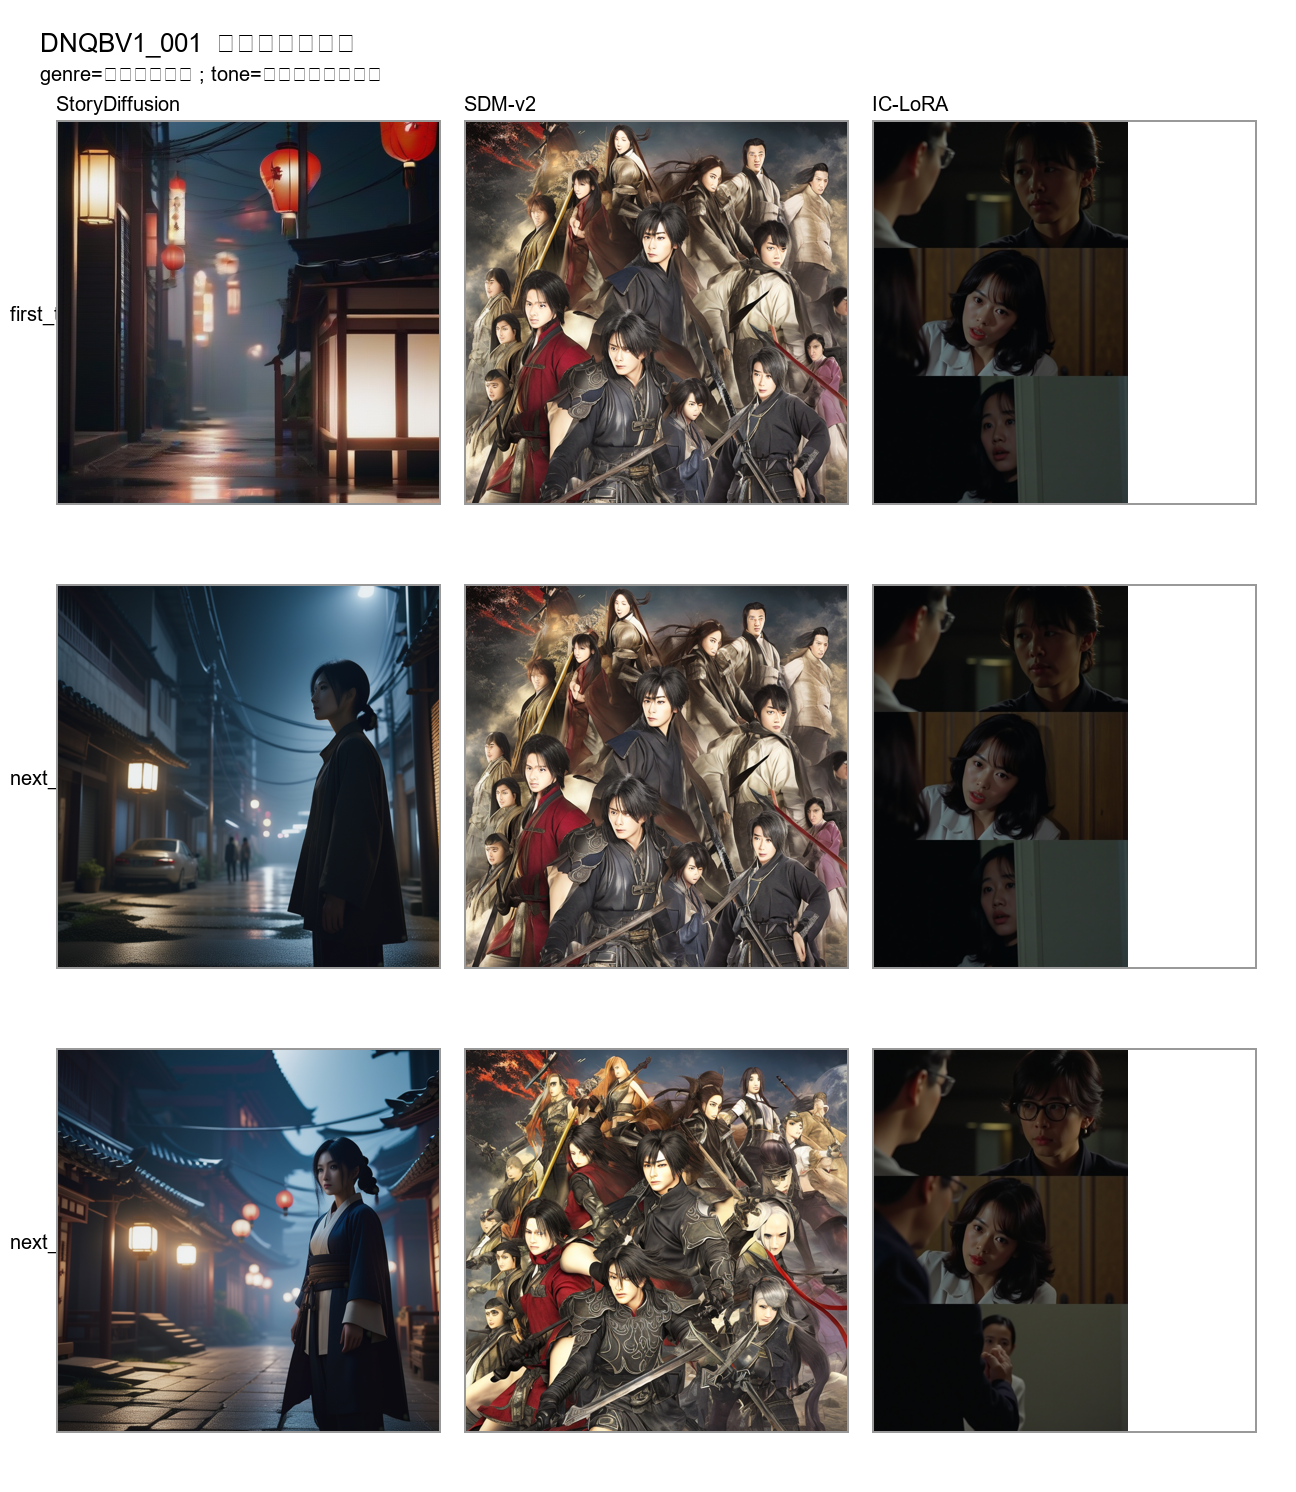 DNQBV1_001
genre= ; tone=
StoryDiffusion
SDM-v2
IC-LoRA
first_
next_
next_